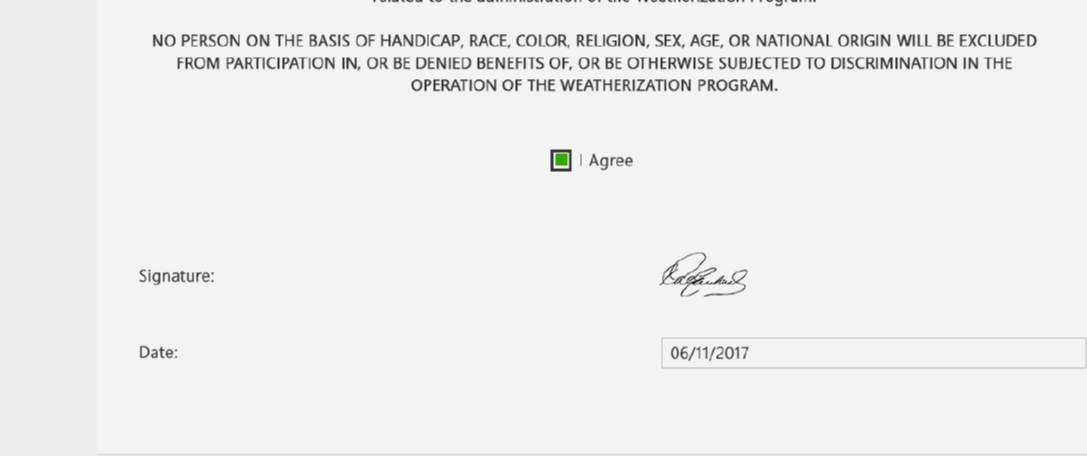 related to the administration of the Weatherization Program.
NO PERSON ON THE BASIS OF HANDICAP, RACE, COLOR, RELIGION, SEX, AGE, OR NATIONAL ORIGIN WILL BE EXCLUDED
FROM PARTICIPATION IN, OR BE DENIED BENEFITS OF, OR BE OTHERWISE SUBJECTED TO DISCRIMINATION IN THE
OPERATION OF THE WEATHERIZATION PROGRAM.
I Agree
Signature:
Date: 06/11/2017